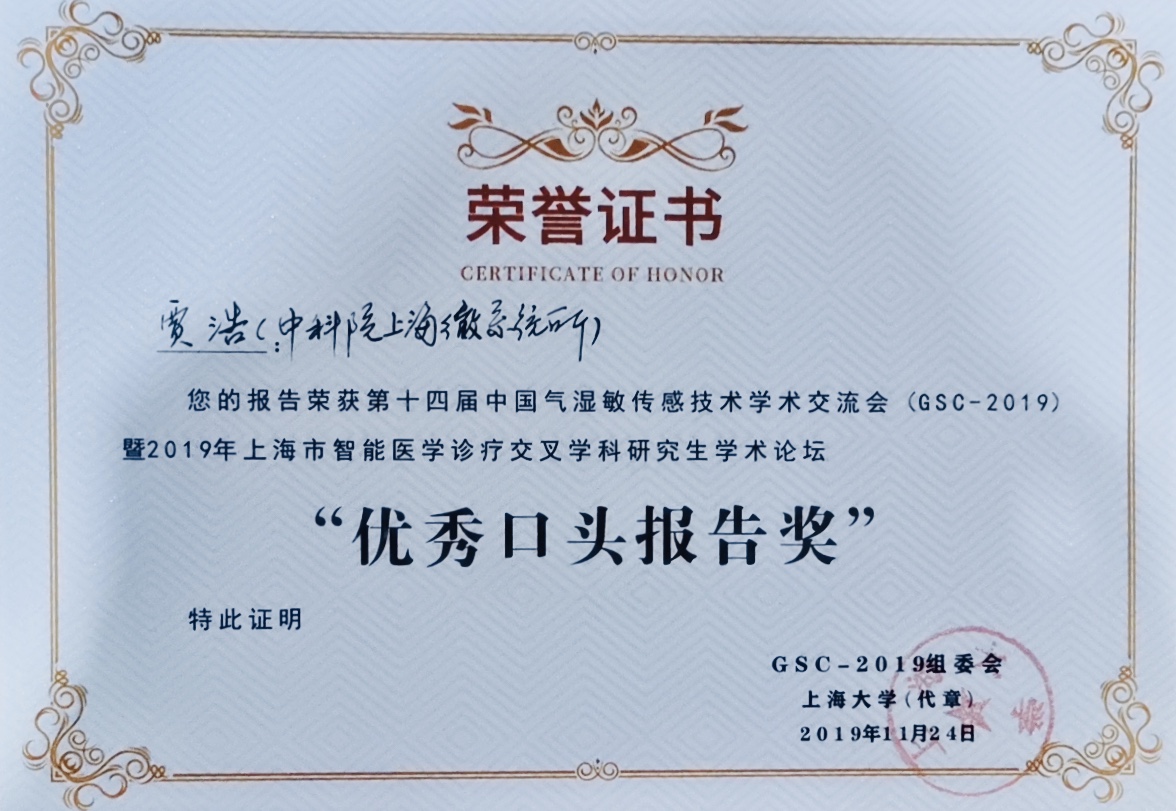 荣誉证书
CERTIFICATE OF HONOR
贾浩(中科院上海微系统所)
:
您的报告荣获第十四届中国气湿敏传感技术学术交流会（GSC-2019）
暨2019年上海市智能医学诊疗交叉学科研究生学术论坛
“优秀口头报告奖”
特此证明
GSC-2019组委会
上海大学(代章)
2019年11月24日